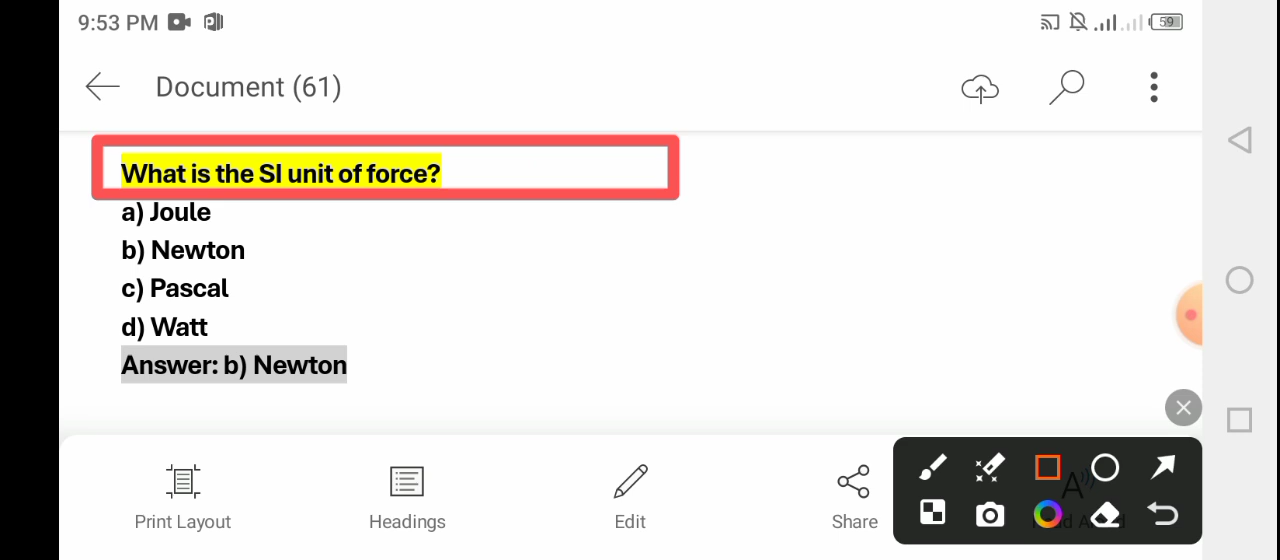 9:53 PM
59
Document (61)
What is the SI unit of force?
a) Joule
b) Newton
c) Pascal
d) Watt
Answer: b) Newton
Print Layout
Headings
Edit
Share